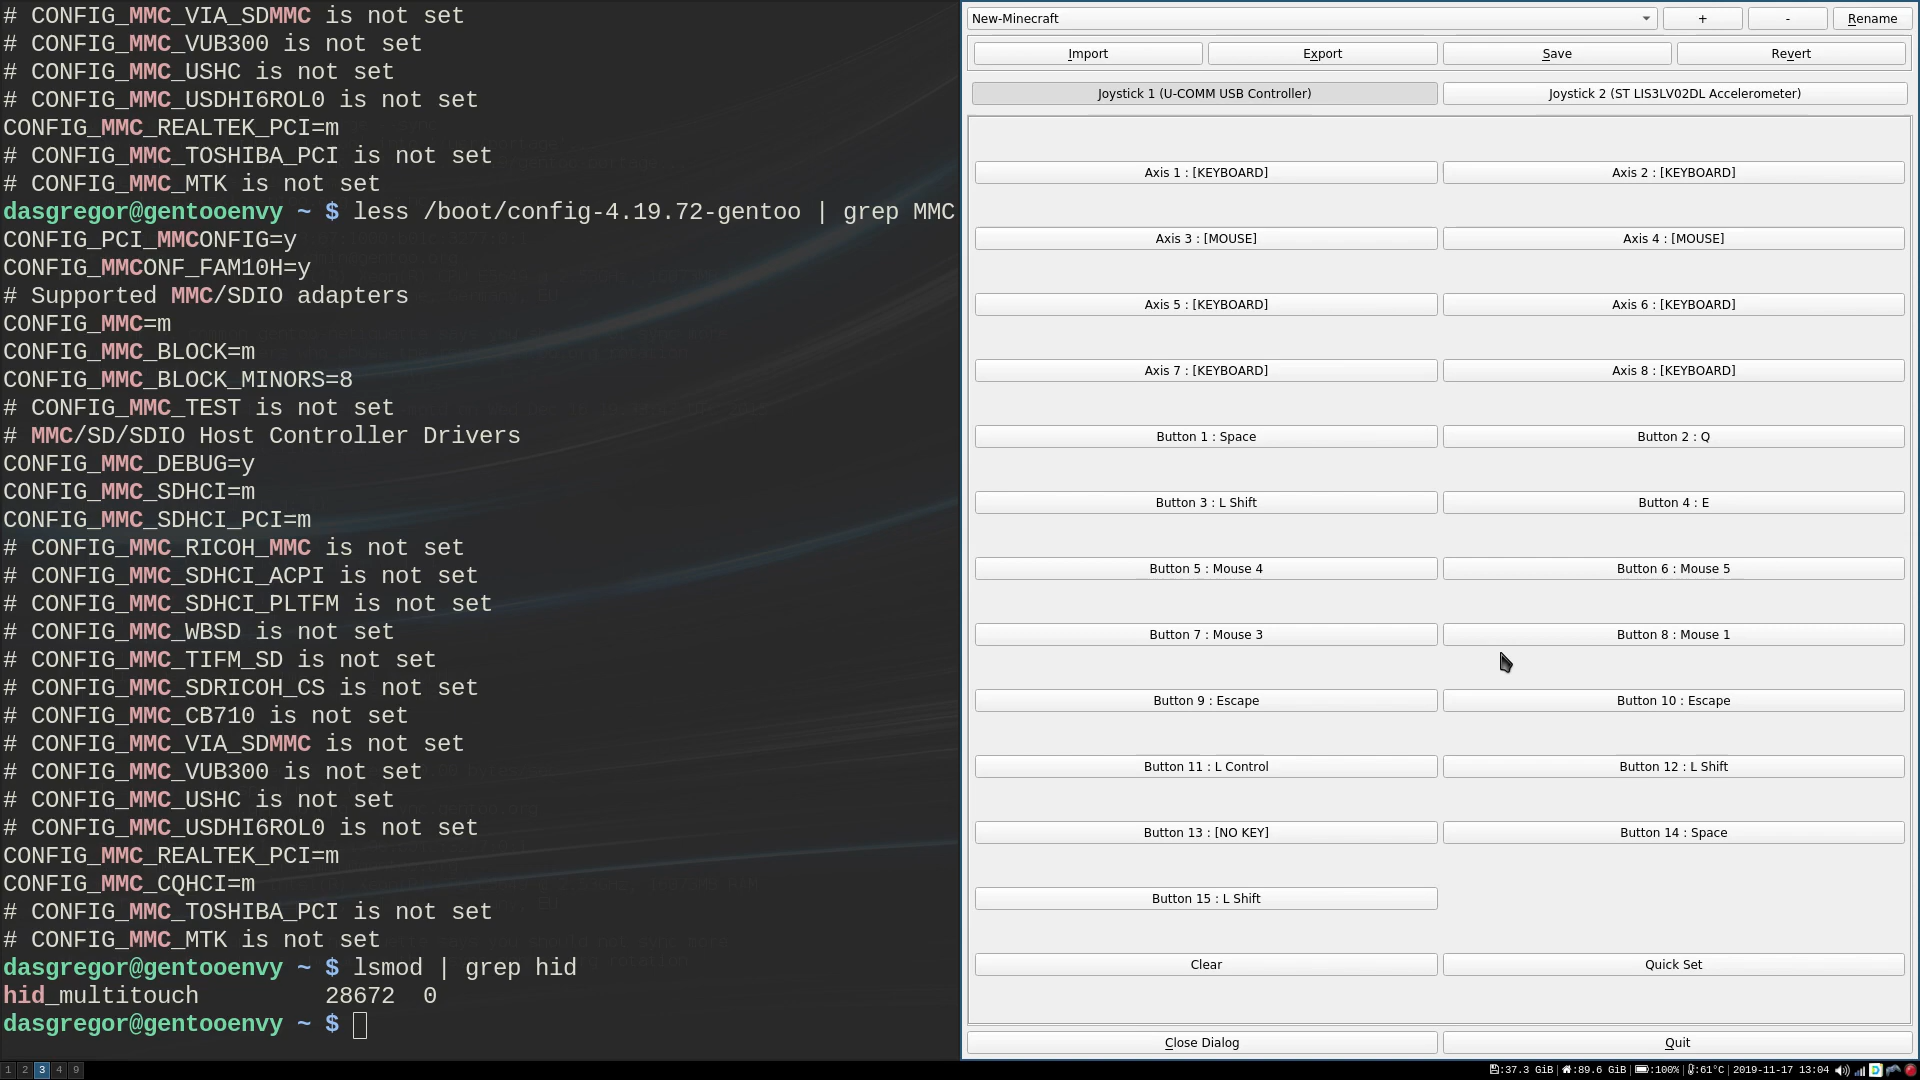 # CONFIG_MMC_VIA_SDMMC is not set
# CONFIG_MMC_VUB300 is not set
# CONFIG_MMC_USHC is not set
# CONFIG_MMC_USDHI6ROL0 is not set
CONFIG_MMC_REALTEK_PCI=m
# CONFIG_MMC_TOSHIBA_PCI is not set
# CONFIG_MMC_MTK is not set
dasgregor@gentooenvy ~ $ less /boot/config-4.19.72-gentoo | grep MMC
CONFIG_PCI_MMCONFIG=y
CONFIG_MMCONF_FAM10H=y
# Supported MMC/SDIO adapters
CONFIG_MMC=m
CONFIG_MMC_BLOCK=m
CONFIG_MMC_BLOCK_MINORS=8
# CONFIG_MMC_TEST is not set
# MMC/SD/SDIO Host Controller Drivers
CONFIG_MMC_DEBUG=y
CONFIG_MMC_SDHCI=m
CONFIG_MMC_SDHCI_PCI=m
# CONFIG_MMC_RICOH_MMC is not set
# CONFIG_MMC_SDHCI_ACPI is not set
# CONFIG_MMC_SDHCI_PLTFM is not set
# CONFIG_MMC_WBSD is not set
# CONFIG_MMC_TIFM_SD is not set
# CONFIG_MMC_SDRICOH_CS is not set
# CONFIG_MMC_CB710 is not set
# CONFIG_MMC_VIA_SDMMC is not set
# CONFIG_MMC_VUB300 is not set
# CONFIG_MMC_USHC is not set
# CONFIG_MMC_USDHI6ROL0 is not set
CONFIG_MMC_REALTEK_PCI=m
CONFIG_MMC_CQHCI=m
# CONFIG_MMC_TOSHIBA_PCI is not set
# CONFIG_MMC_MTK is not set
dasgregor@gentooenvy ~ $ lsmod | grep hid
hid_multitouch 28672 0
dasgregor@gentooenvy ~ $
New-Minecraft + - Rename
Import Export Save Revert
Joystick 1 (U-COMM USB Controller) Joystick 2 (ST LIS3LV02DL Accelerometer)
Axis 1 : [KEYBOARD] Axis 2 : [KEYBOARD]
Axis 3 : [MOUSE] Axis 4 : [MOUSE]
Axis 5 : [KEYBOARD] Axis 6 : [KEYBOARD]
Axis 7 : [KEYBOARD] Axis 8 : [KEYBOARD]
Button 1 : Space Button 2 : Q
Button 3 : L Shift Button 4 : E
Button 5 : Mouse 4 Button 6 : Mouse 5
Button 7 : Mouse 3 Button 8 : Mouse 1
Button 9 : Escape Button 10 : Escape
Button 11 : L Control Button 12 : L Shift
Button 13 : [NO KEY] Button 14 : Space
Button 15 : L Shift
Clear Quick Set
Close Dialog Quit
1 2 3 4 9 :37.3 GiB| :89.6 GiB| :100%| :61°C| 2019-11-17 13:04